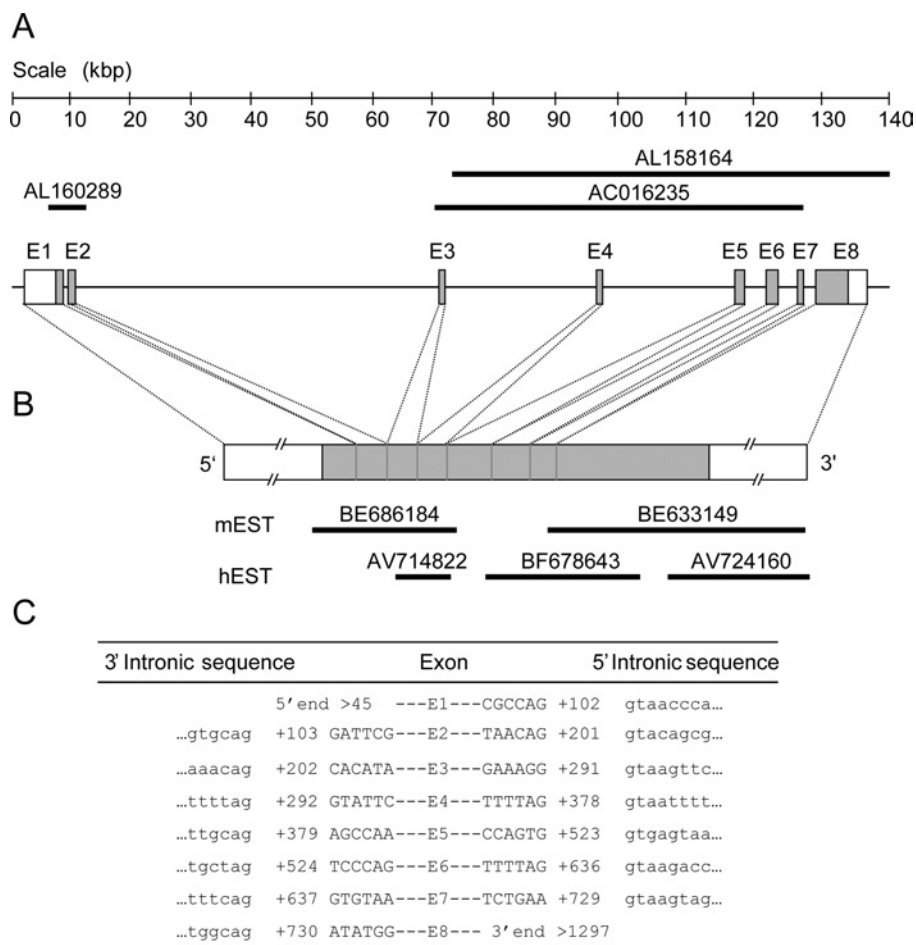 A
Scale (kbp)
0 10 20 30 40 50 60 70 80 90 100 110 120 130 140
AL158164
AL160289
AC016235
E1 E2 E3 E4 E5 E6 E7 E8
B
5‘ 3'
mEST BE686184 BE633149
hEST AV714822 BF678643 AV724160
C
3' Intronic sequence Exon 5' Intronic sequence
5’end >45 ---E1---CGCCAG +102 gtaaccca…
…gtgcag +103 GATTCG---E2---TAACAG +201 gtacagcg…
…aaacag +202 CACATA---E3---GAAAGG +291 gtaagttc…
…ttttag +292 GTATTC---E4---TTTTAG +378 gtaatttt…
…ttgcag +379 AGCCAA---E5---CCAGTG +523 gtgagtaa…
…tgctag +524 TCCCAG---E6---TTTTAG +636 gtaagacc…
…tttcag +637 GTGTAA---E7---TCTGAA +729 gtaagtag…
…tggcag +730 ATATGG---E8--- 3’end >1297